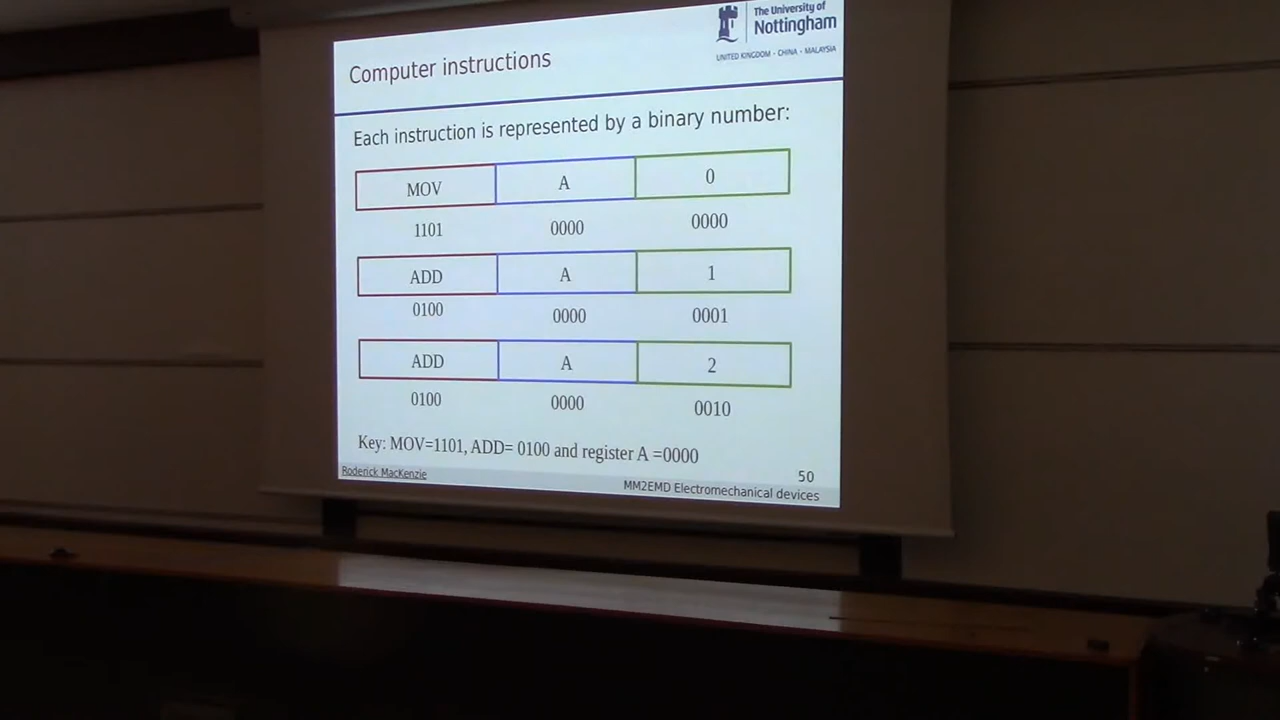 The University of
Nottingham
UNITED KINGDOM · CHINA · MALAYSIA
Computer instructions
Each instruction is represented by a binary number:
MOV A 0
1101 0000 0000
ADD A 1
0100 0000 0001
ADD A 2
0100 0000 0010
Key: MOV=1101, ADD= 0100 and register A =0000
Roderick MacKenzie
50
MM2EMD Electromechanical devices